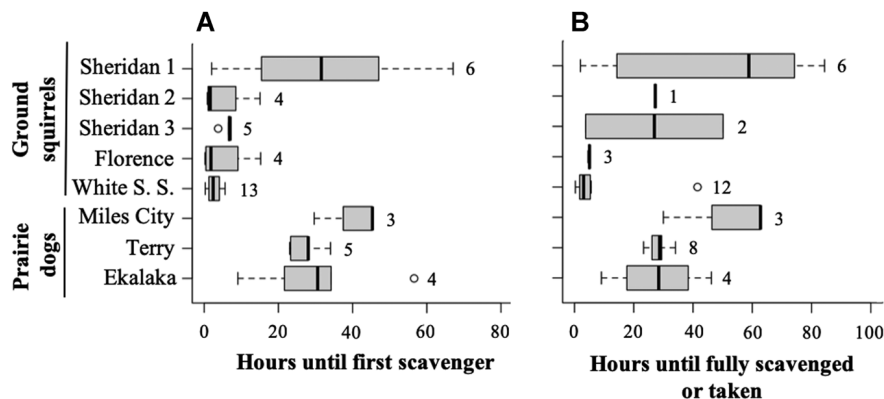 A
B
Ground squirrels
Sheridan 1
Sheridan 2
Sheridan 3
Florence
White S. S.
Prairie dogs
Miles City
Terry
Ekalaka
6
4
5
4
13
3
5
4
0 20 40 60 80
Hours until first scavenger
6
1
2
3
12
3
8
4
0 20 40 60 80 100
Hours until fully scavenged
or taken